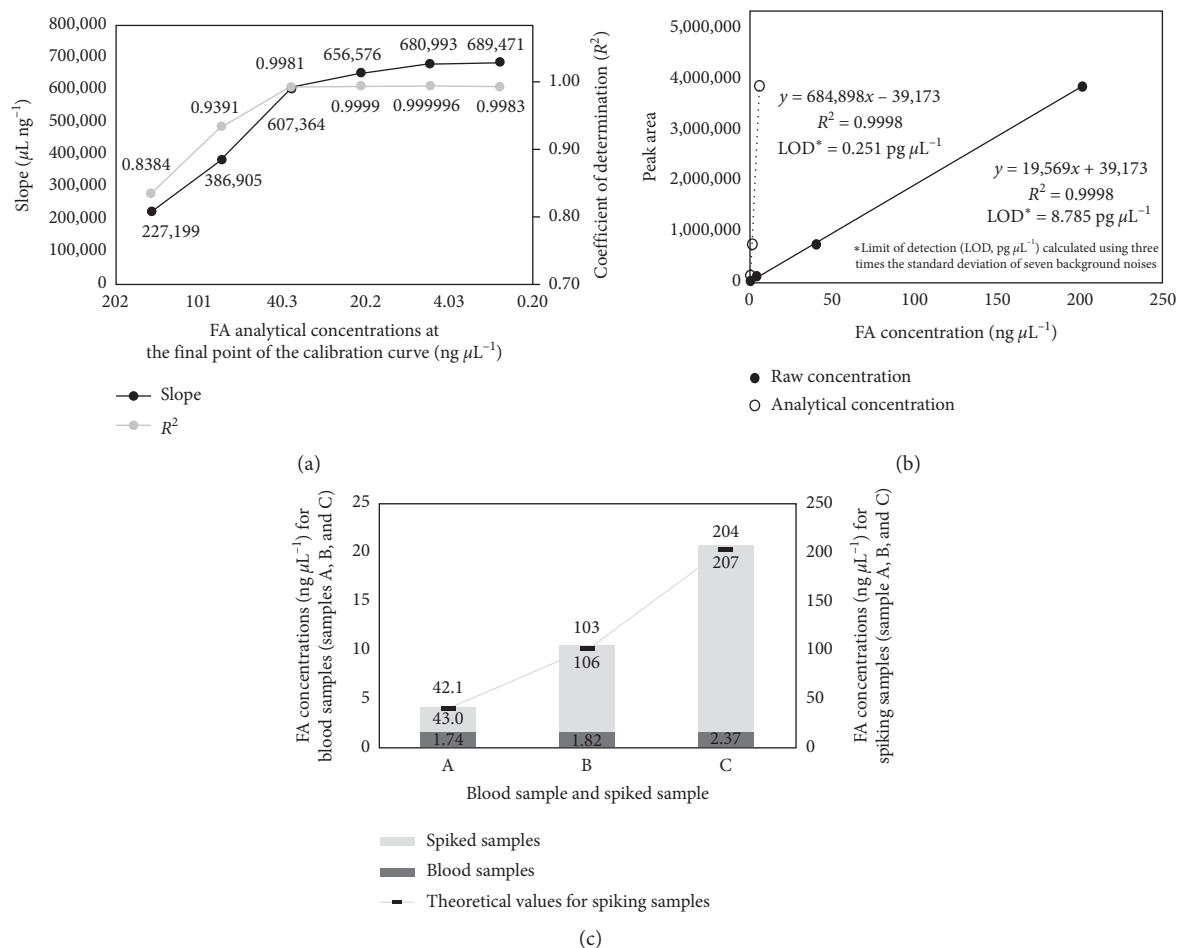 800,000
700,000
600,000
500,000
400,000
300,000
200,000
100,000
0
Slope (μL ng⁻¹)
0.8384
0.9391
0.9981
656,576
680,993
689,471
0.9999
0.999996
0.9983
607,364
386,905
227,199
1.00
0.90
0.80
0.70
Coefficient of determination (R²)
202
101
40.3
20.2
4.03
0.20
FA analytical concentrations at
the final point of the calibration curve (ng μL⁻¹)
Slope
R²
(a)
5,000,000
4,000,000
3,000,000
2,000,000
1,000,000
0
Peak area
y = 684,898x – 39,173
R² = 0.9998
LOD* = 0.251 pg μL⁻¹
y = 19,569x + 39,173
R² = 0.9998
LOD* = 8.785 pg μL⁻¹
*Limit of detection (LOD, pg μL⁻¹) calculated using three
times the standard deviation of seven background noises
0
50
100
150
200
250
FA concentration (ng μL⁻¹)
Raw concentration
Analytical concentration
(b)
FA concentrations (ng μL⁻¹) for
blood samples (samples A, B, and C)
25
20
15
10
5
0
42.1
43.0
1.74
103
106
1.82
204
207
2.37
250
200
150
100
50
0
FA concentrations (ng μL⁻¹) for
spiking samples (sample A, B, and C)
A
B
C
Blood sample and spiked sample
Spiked samples
Blood samples
Theoretical values for spiking samples
(c)